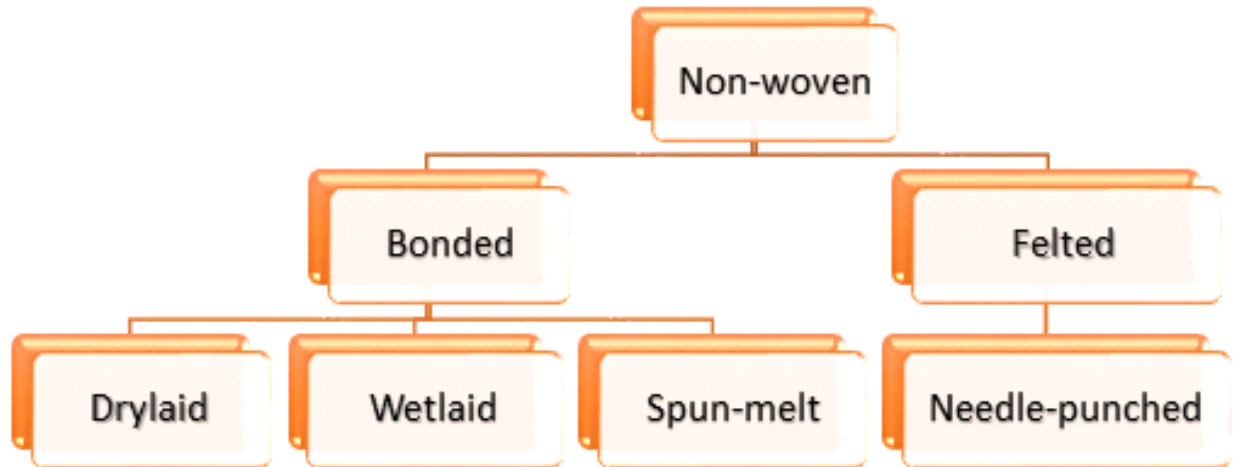 Non-woven
Bonded
Felted
Drylaid
Wetlaid
Spun-melt
Needle-punched